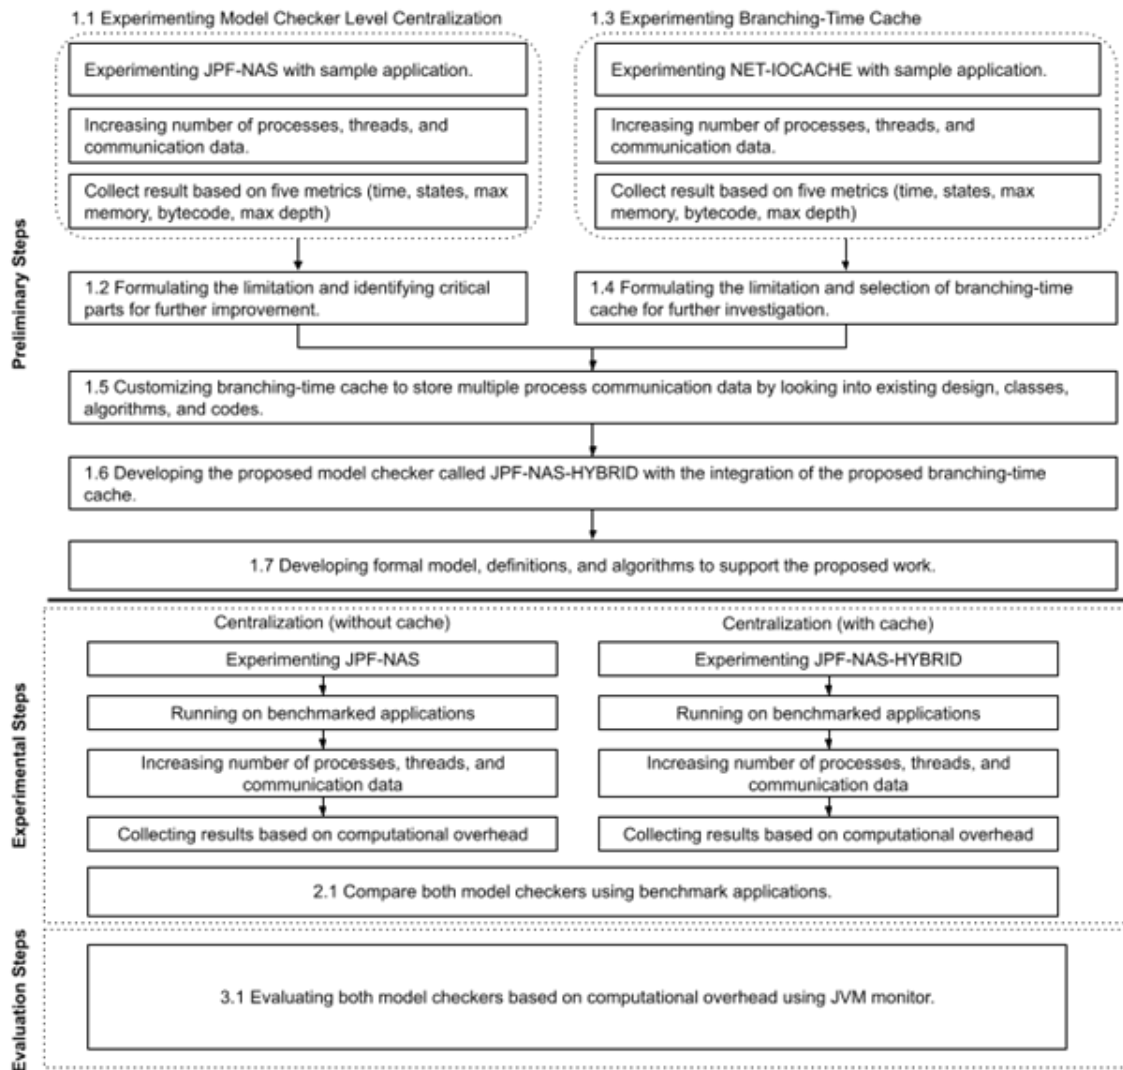 1.1 Experimenting Model Checker Level Centralization
Experimenting JPF-NAS with sample application.
Increasing number of processes, threads, and
communication data.
Collect result based on five metrics (time, states, max
memory, bytecode, max depth)
1.2 Formulating the limitation and identifying critical
parts for further improvement.
1.3 Experimenting Branching-Time Cache
Experimenting NET-IOCACHE with sample application.
Increasing number of processes, threads, and
communication data.
Collect result based on five metrics (time, states, max
memory, bytecode, max depth)
1.4 Formulating the limitation and selection of branching-time
cache for further investigation.
Preliminary Steps
1.5 Customizing branching-time cache to store multiple process communication data by looking into existing design, classes,
algorithms, and codes.
1.6 Developing the proposed model checker called JPF-NAS-HYBRID with the integration of the proposed branching-time
cache.
1.7 Developing formal model, definitions, and algorithms to support the proposed work.
Experimental Steps
Centralization (without cache)
Experimenting JPF-NAS
Running on benchmarked applications
Increasing number of processes, threads, and
communication data
Collecting results based on computational overhead
Centralization (with cache)
Experimenting JPF-NAS-HYBRID
Running on benchmarked applications
Increasing number of processes, threads, and
communication data
Collecting results based on computational overhead
2.1 Compare both model checkers using benchmark applications.
Evaluation Steps
3.1 Evaluating both model checkers based on computational overhead using JVM monitor.